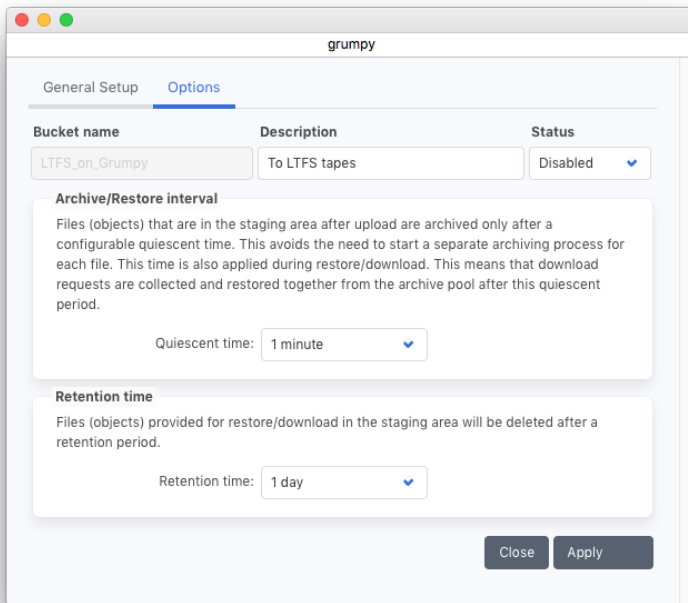 grumpy
General Setup Options
Bucket name Description Status
LTFS_on_Grumpy To LTFS tapes Disabled
Archive/Restore interval
Files (objects) that are in the staging area after upload are archived only after a
configurable quiescent time. This avoids the need to start a separate archiving process for
each file. This time is also applied during restore/download. This means that download
requests are collected and restored together from the archive pool after this quiescent
period.
Quiescent time: 1 minute
Retention time
Files (objects) provided for restore/download in the staging area will be deleted after a
retention period.
Retention time: 1 day
Close Apply